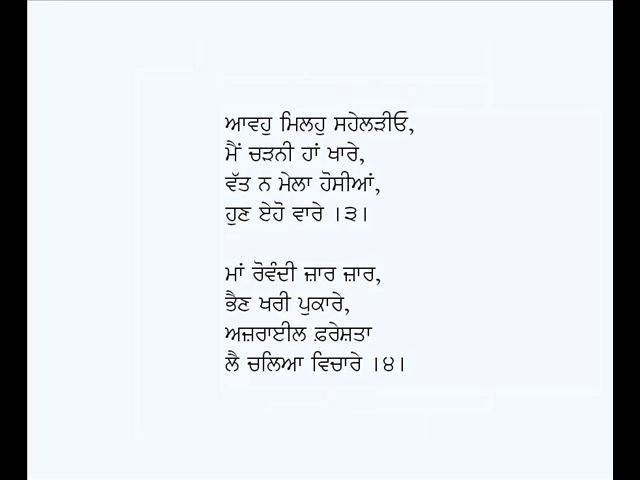 ਆਵਹੁ ਮਿਲਹੁ ਸਹੇਲੜੀਓ,
ਮੈਂ ਚੜਨੀ ਹਾਂ ਖਾਰੇ,
ਵੱਤ ਨ ਮੇਲਾ ਹੋਸੀਆਂ,
ਹੁਣ ਏਹੋ ਵਾਰੇ ।੩।
ਮਾਂ ਰੋਵੰਦੀ ਜ਼ਾਰ ਜ਼ਾਰ,
ਭੈਣ ਖਰੀ ਪੁਕਾਰੇ,
ਅਜ਼ਰਾਈਲ ਫ਼ਰੇਸ਼ਤਾ
ਲੈ ਚਲਿਆ ਵਿਚਾਰੇ ।੪।